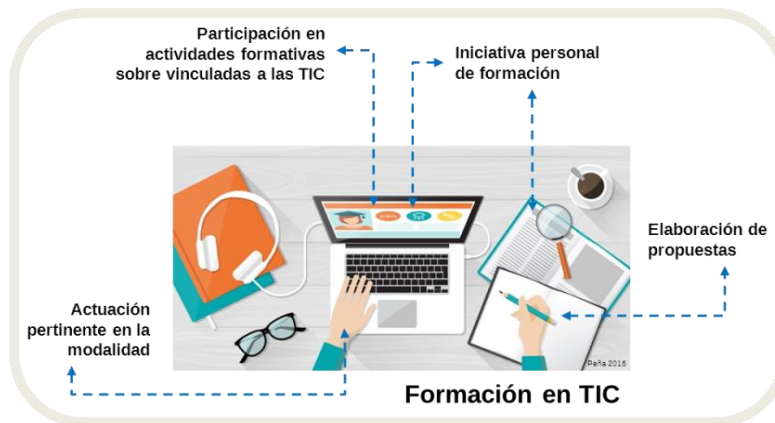 Participación en
actividades formativas
sobre vinculadas a las TIC
Iniciativa personal
de formación
Elaboración de
propuestas
Actuación
pertinente en la
modalidad
Peña 2016
Formación en TIC